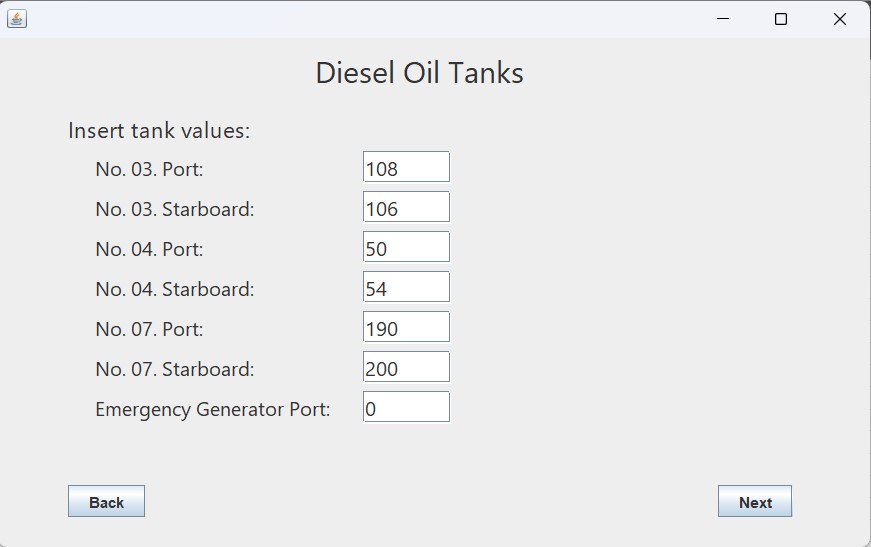 Diesel Oil Tanks
Insert tank values:
No. 03. Port: 108
No. 03. Starboard: 106
No. 04. Port: 50
No. 04. Starboard: 54
No. 07. Port: 190
No. 07. Starboard: 200
Emergency Generator Port: 0
Back Next